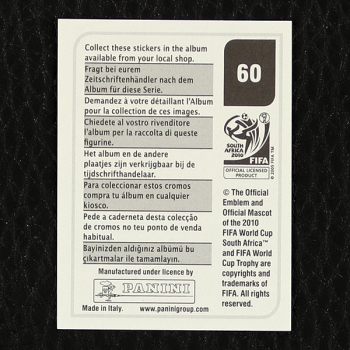 Collect these stickers in the album
available from your local shop.
Fragt bei eurem
Zeitschriftenhändler nach dem
Album für diese Serie.
Demandez à votre détaillant l'Album
pour la collection de ces images.
Chiedete al vostro rivenditore
l'album per la raccolta di queste
figurine.
Het album en de andere
plaatjes zijn verkrijgbaar bij de
tijdschrifthandelaar.
Para coleccionar estos cromos
compra tu álbum en cualquier
kiosco.
Pede a caderneta desta colecção
de cromos no teu ponto de venda
habitual.
Bayinizden aldığınız albümü bu
çıkartmalar ile tamamlayın.
Manufactured under licence by
PANINI
Made in Italy. www.paninigroup.com
60
SOUTH AFRICA
2010
FIFA
OFFICIAL LICENSED
PRODUCT
© 2005 FIFA TM
© The Official
Emblem and
Official Mascot
of the 2010
FIFA World Cup
South Africa™
and FIFA World
Cup Trophy are
copyrights and
trademarks of
FIFA. All rights
reserved.